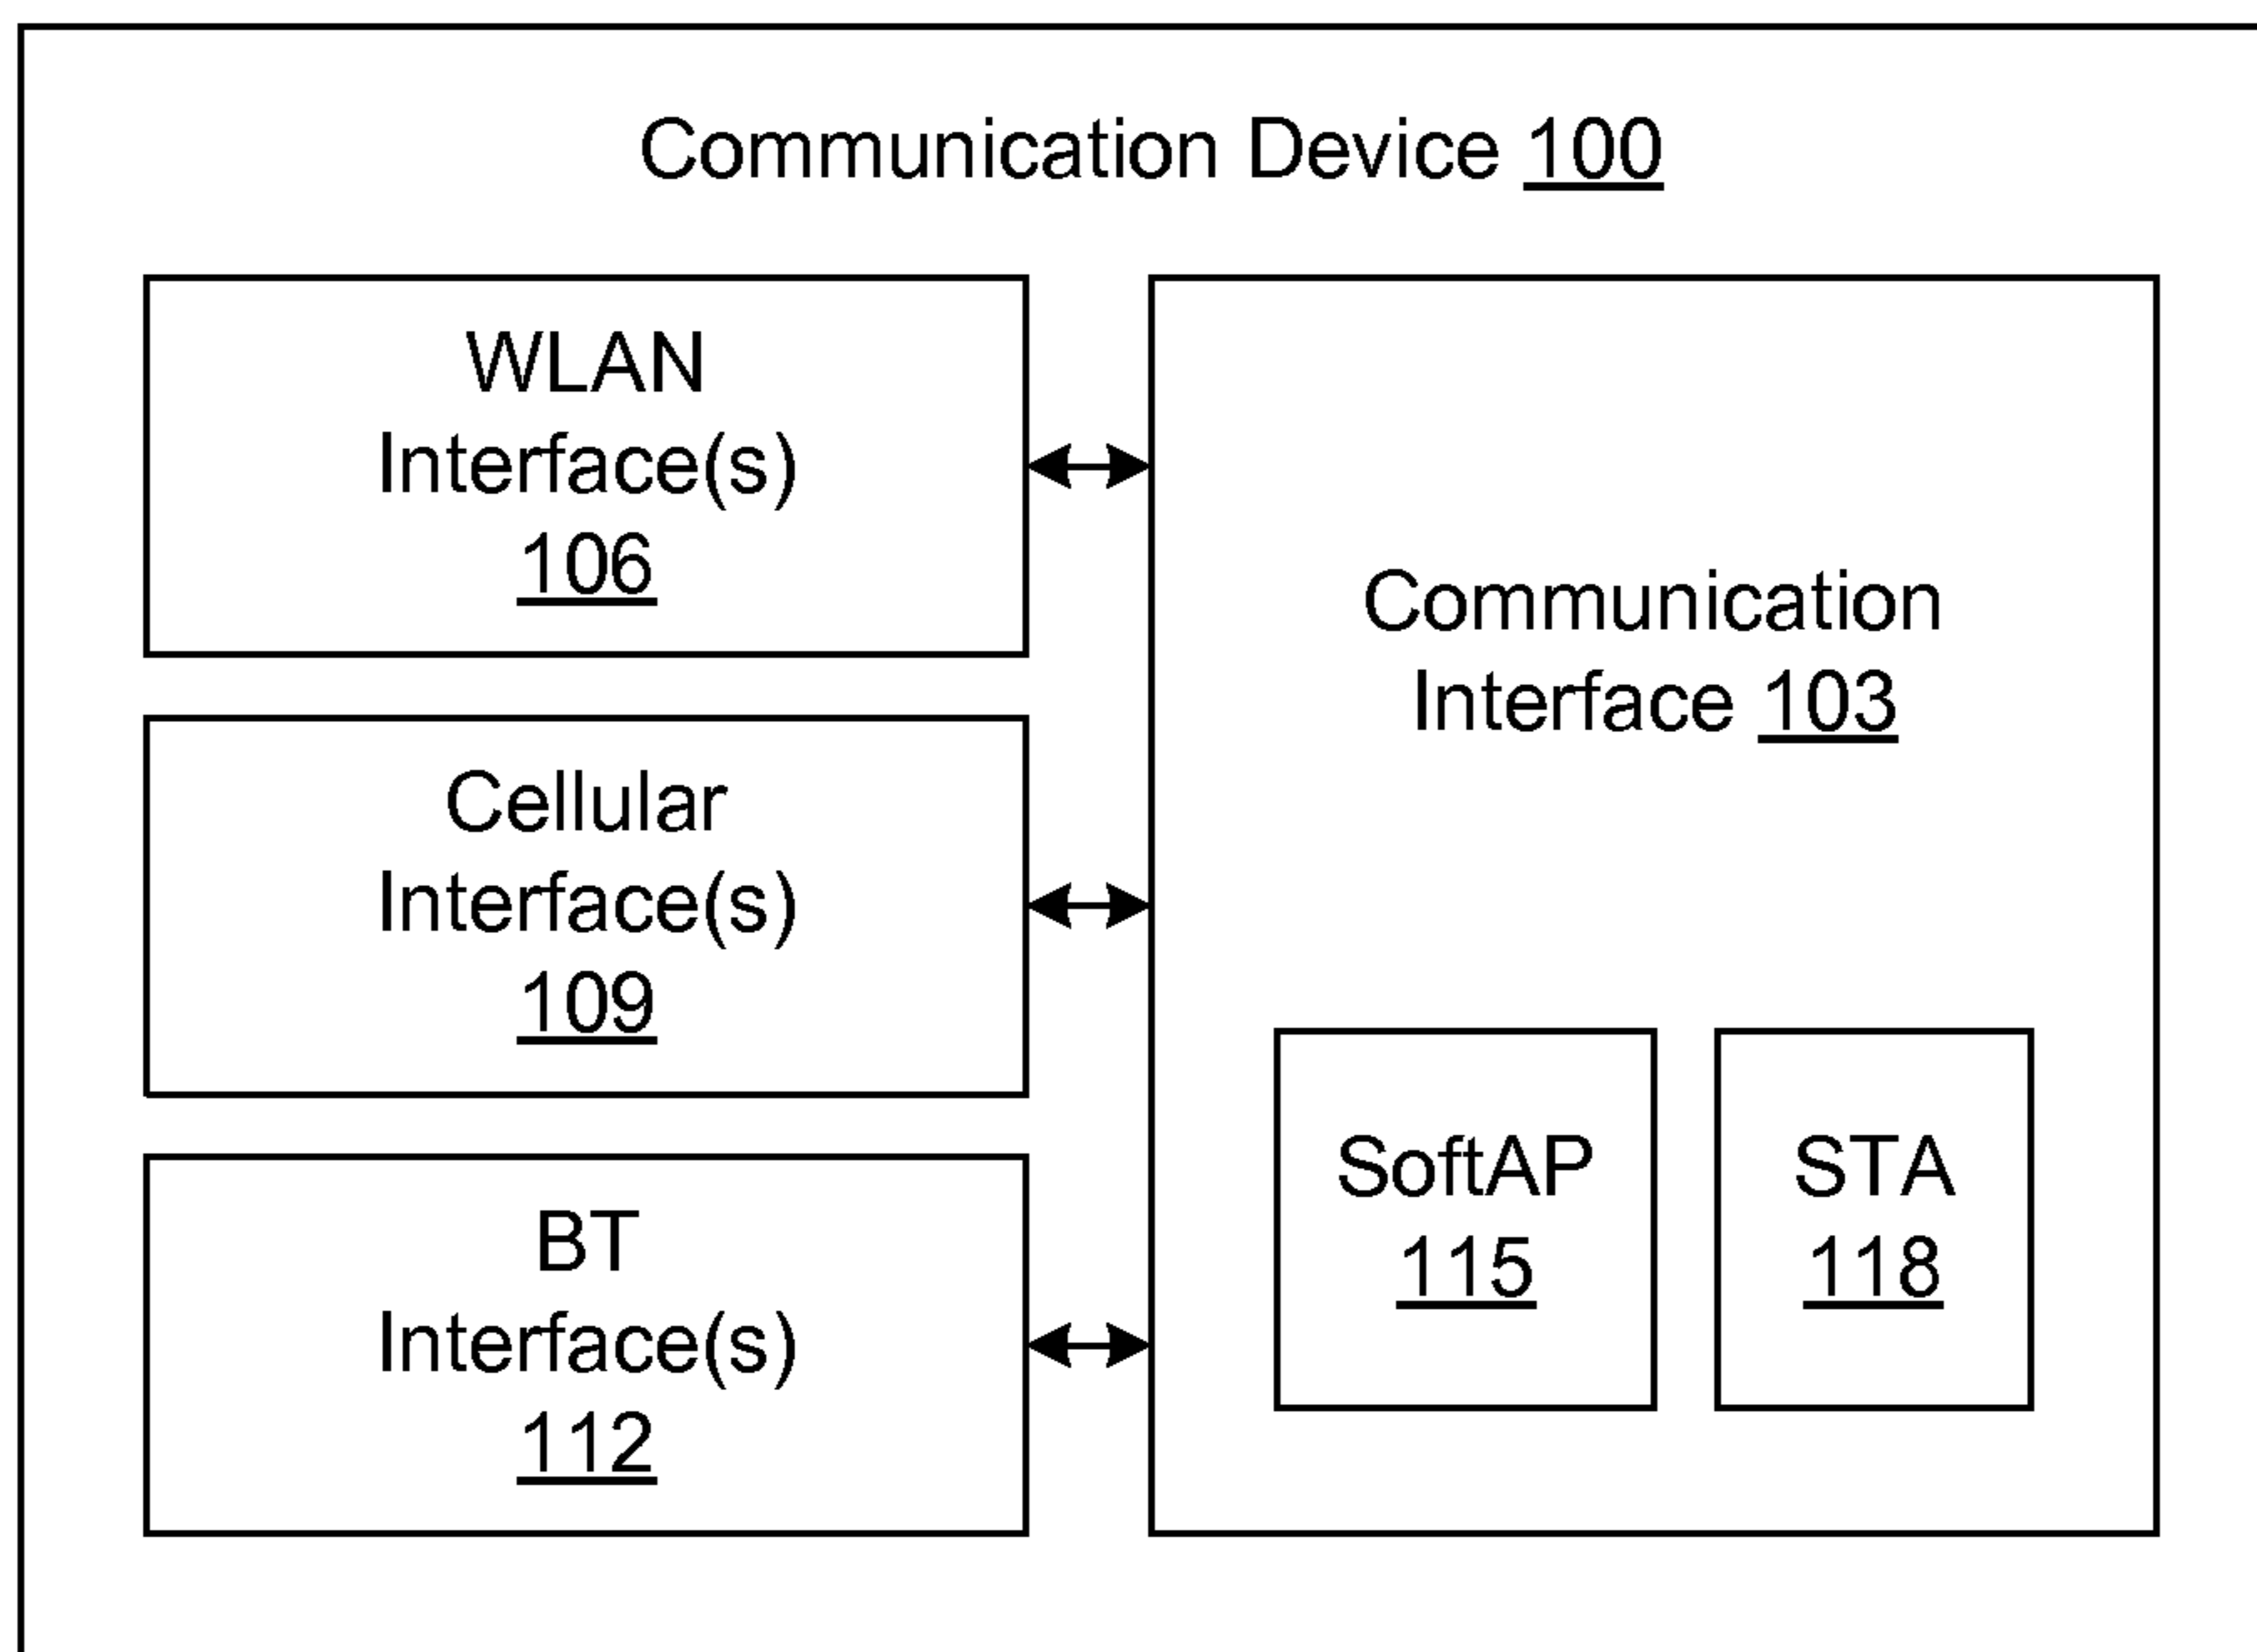 Communication Device 100
WLAN
Interface(s)
106
Cellular
Interface(s)
109
BT
Interface(s)
112
Communication
Interface 103
SoftAP
115
STA
118